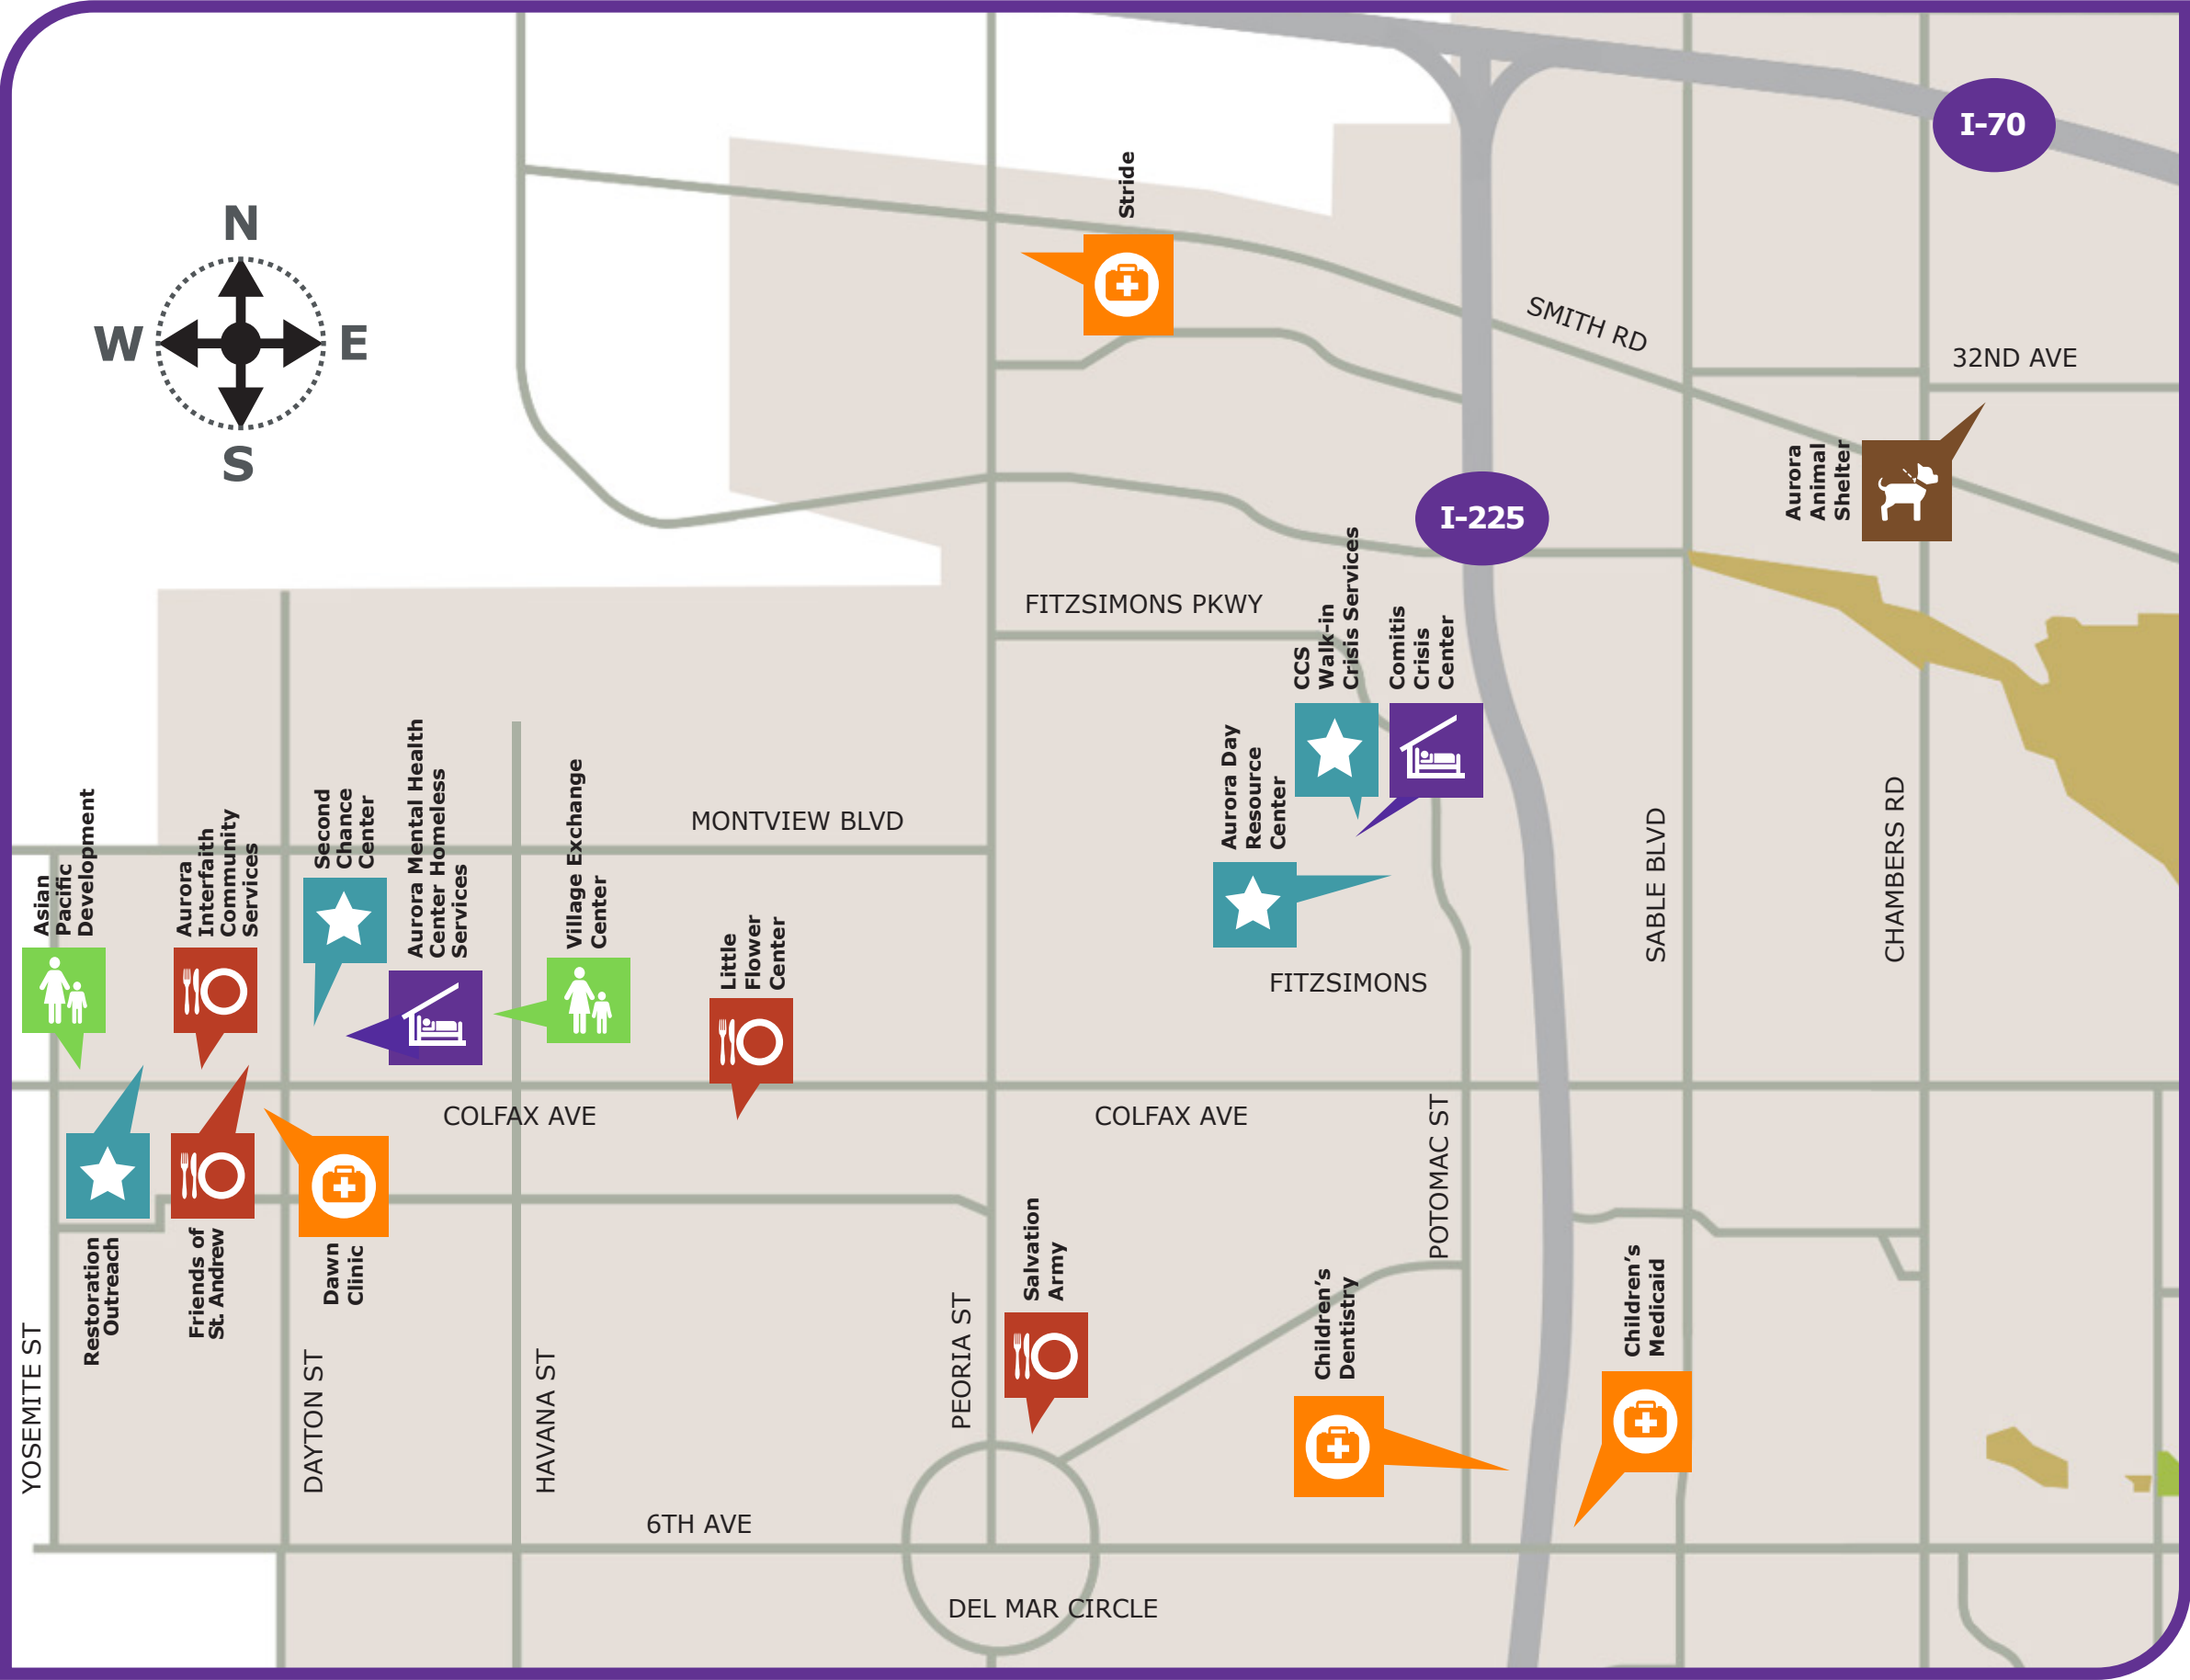 I-70
Stride
N
W
E
S
SMITH RD
32ND AVE
Aurora
Animal
Shelter
I-225
FITZSIMONS PKWY
CCS
Walk-in
Crisis Services
Comitis
Crisis
Center
Aurora Day
Resource
Center
MONTVIEW BLVD
Asian
Pacific
Development
Aurora
Interfaith
Community
Services
Second
Chance
Center
Aurora Mental Health
Center Homeless
Services
Village Exchange
Center
Little
Flower
Center
SABLE BLVD
CHAMBERS RD
FITZSIMONS
COLFAX AVE
COLFAX AVE
POTOMAC ST
Restoration
Outreach
Friends of
St. Andrew
Dawn
Clinic
Salvation
Army
Children's
Dentistry
Children's
Medicaid
YOSEMITE ST
DAYTON ST
HAVANA ST
PEORIA ST
6TH AVE
DEL MAR CIRCLE